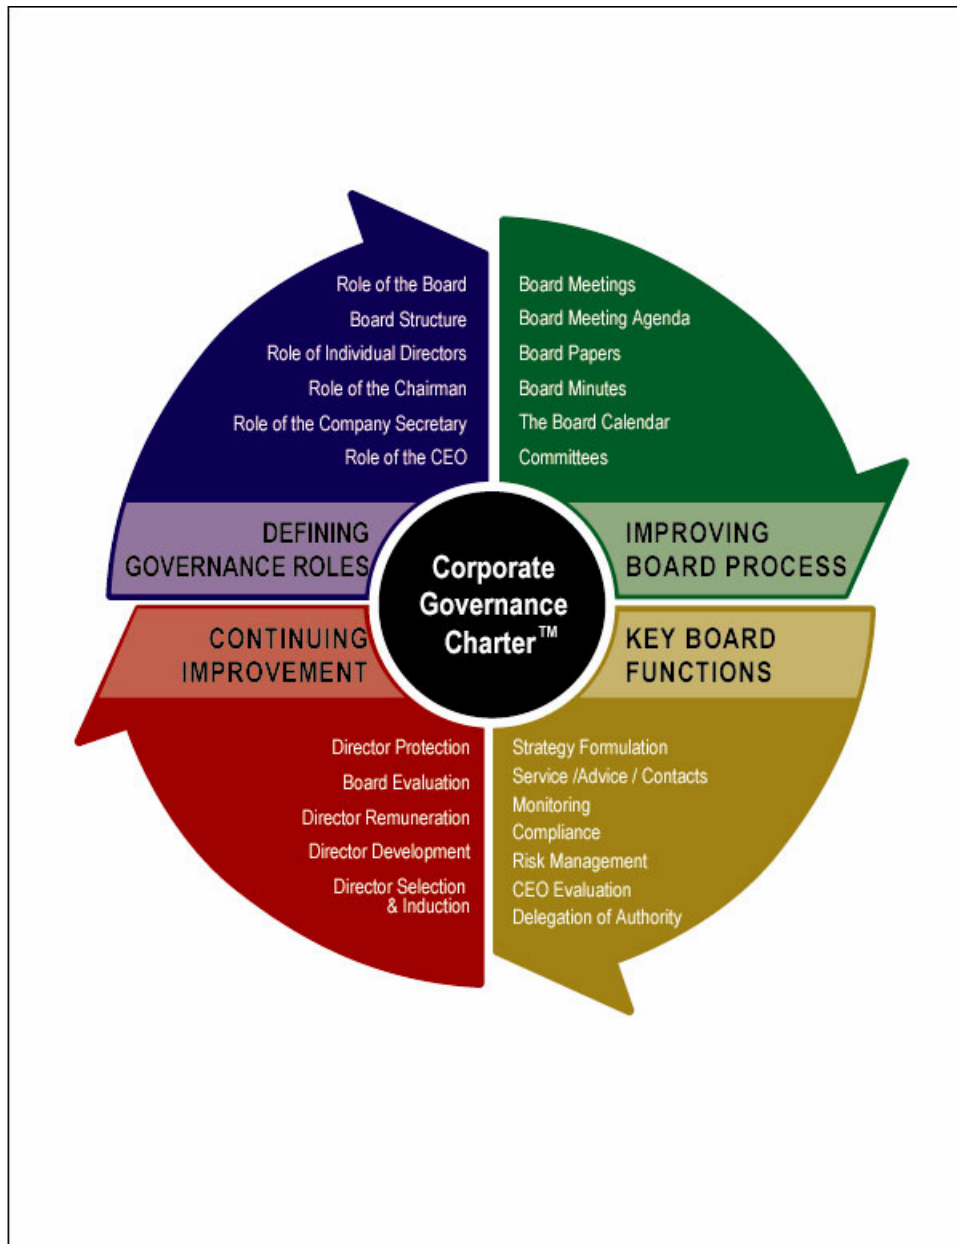 Role of the Board
Board Structure
Role of Individual Directors
Role of the Chairman
Role of the Company Secretary
Role of the CEO
DEFINING
GOVERNANCE ROLES
Board Meetings
Board Meeting Agenda
Board Papers
Board Minutes
The Board Calendar
Committees
IMPROVING
BOARD PROCESS
Corporate
Governance
Charter™
KEY BOARD
FUNCTIONS
Strategy Formulation
Service /Advice / Contacts
Monitoring
Compliance
Risk Management
CEO Evaluation
Delegation of Authority
CONTINUING
IMPROVEMENT
Director Protection
Board Evaluation
Director Remuneration
Director Development
Director Selection
& Induction